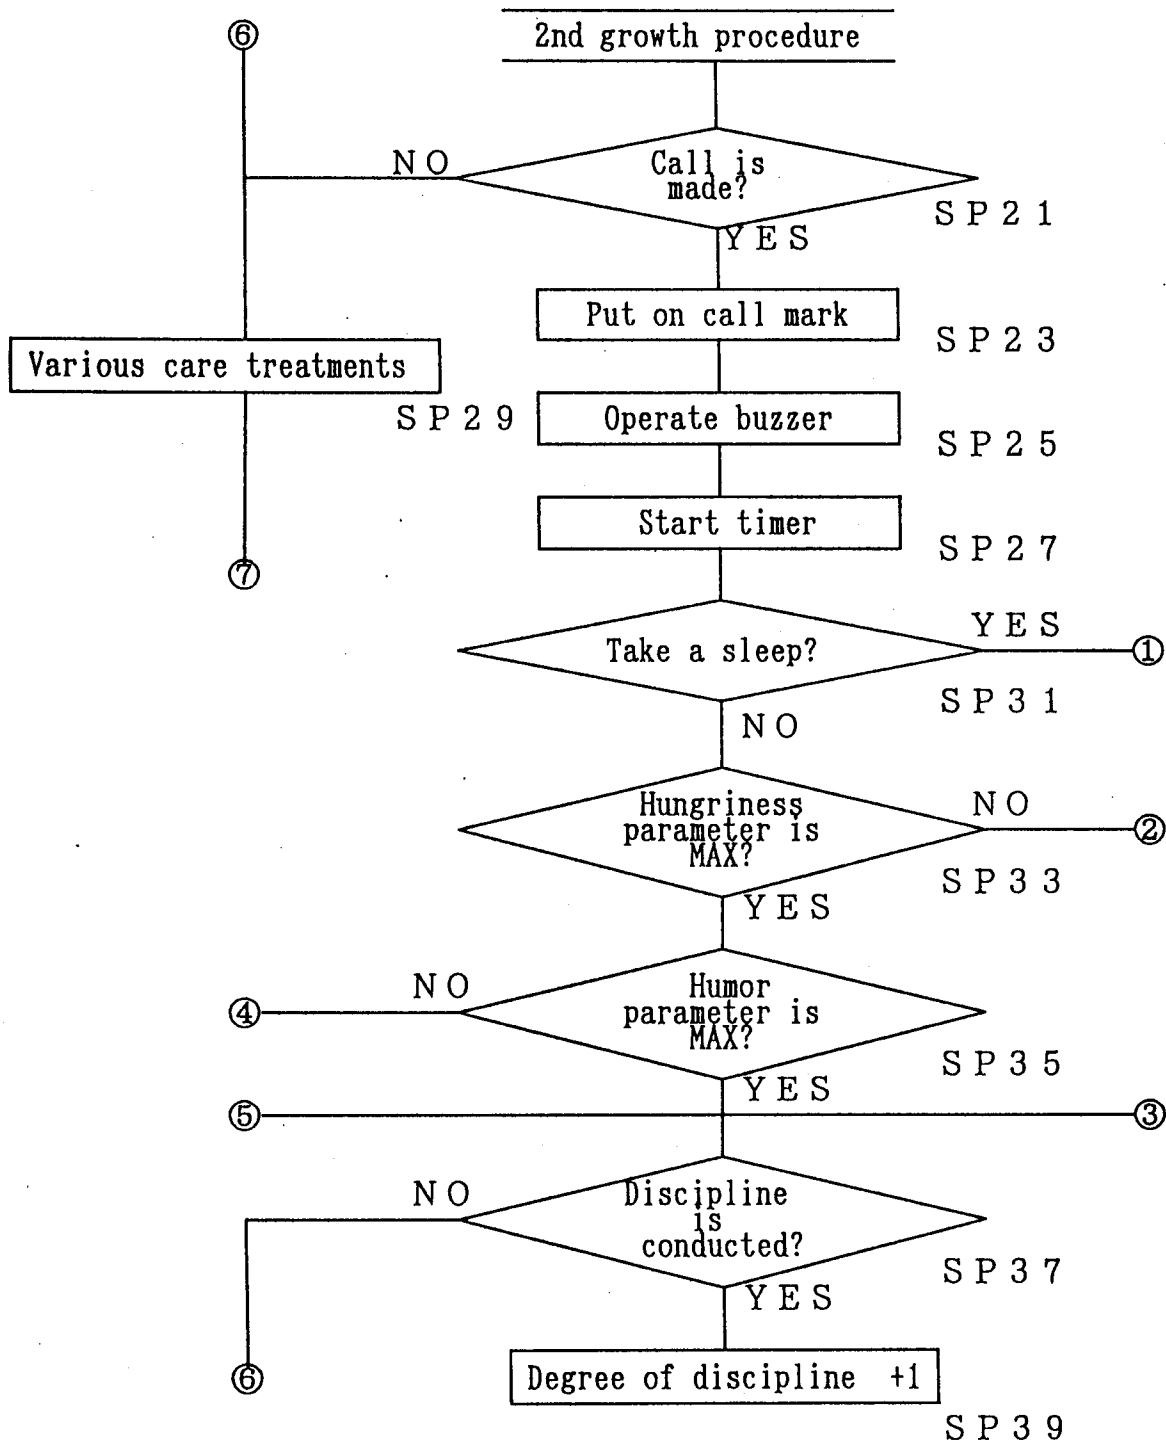 ⑥
2nd growth procedure
NO
Call is
made?
SP21
YES
Put on call mark
SP23
Various care treatments
SP29
Operate buzzer
SP25
Start timer
SP27
⑦
YES
Take a sleep?
①
SP31
NO
Hungriness
parameter is
MAX?
NO
②
SP33
YES
NO
④
Humor
parameter is
MAX?
SP35
YES
⑤
③
NO
Discipline
is
conducted?
SP37
YES
⑥
Degree of discipline +1
SP39